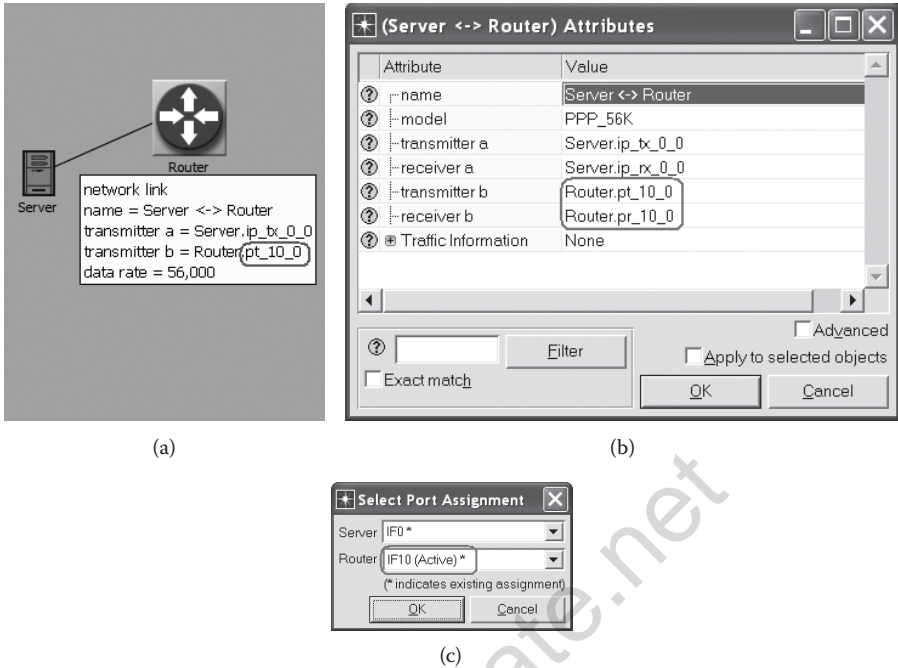 Router
Server
network link
name = Server <-> Router
transmitter a = Server.ip_tx_0_0
transmitter b = Router.pt_10_0
data rate = 56,000
(a)
(Server <-> Router) Attributes
Attribute Value
name Server <-> Router
model PPP_56K
transmitter a Server.ip_tx_0_0
receiver a Server.ip_rx_0_0
transmitter b Router.pt_10_0
receiver b Router.pr_10_0
Traffic Information None
Advanced
Filter
Apply to selected objects
Exact match
OK Cancel
(b)
Select Port Assignment
Server IF0 *
Router IF10 (Active) *
(* indicates existing assignment)
OK Cancel
(c)
ate.net